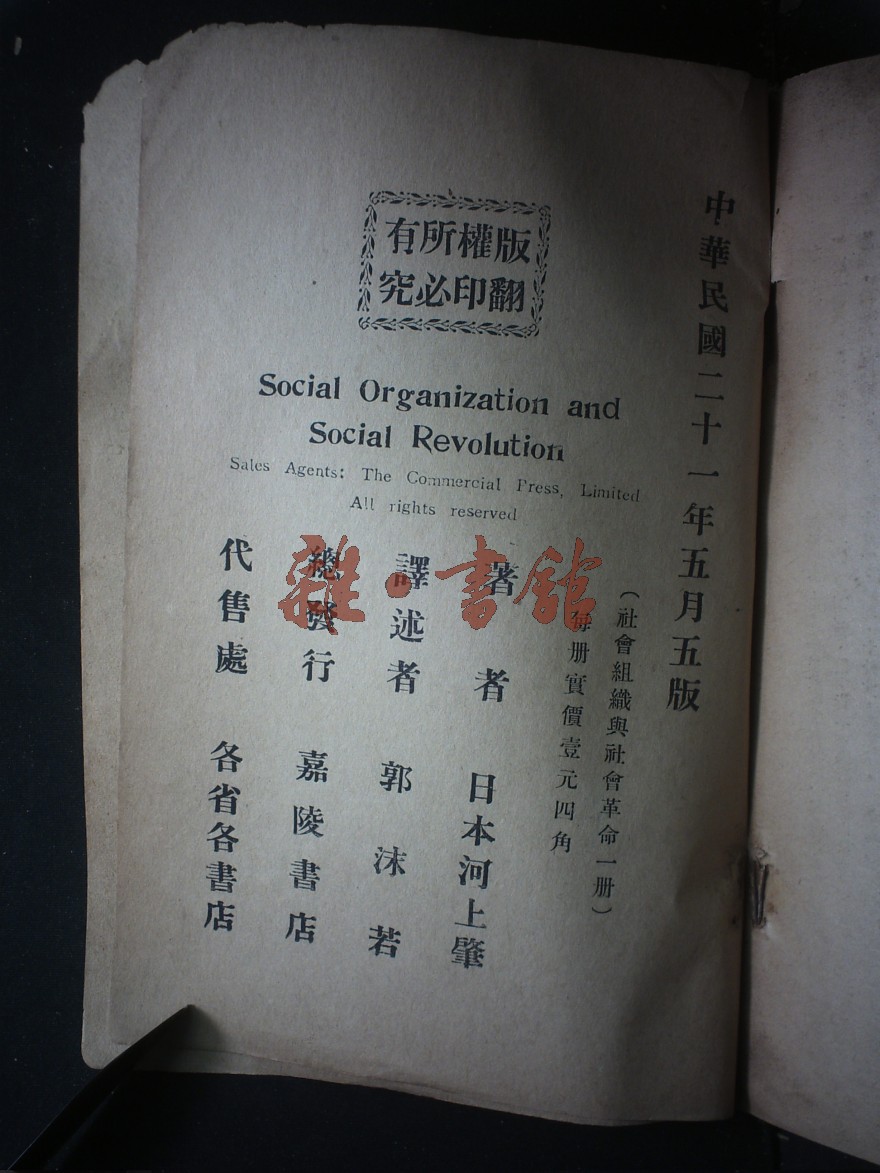 中華民國二十一年五月五版
版權所有
翻印必究
Social Organization and
Social Revolution
Sales Agents: The Commercial Press, Limited
All rights reserved
（社會組織與社會革命一册）
每册實價壹元四角
著者 日本河上肇
譯述者 郭沫若
總發行 嘉陵書店
代售處 各省各書店
雜·書館